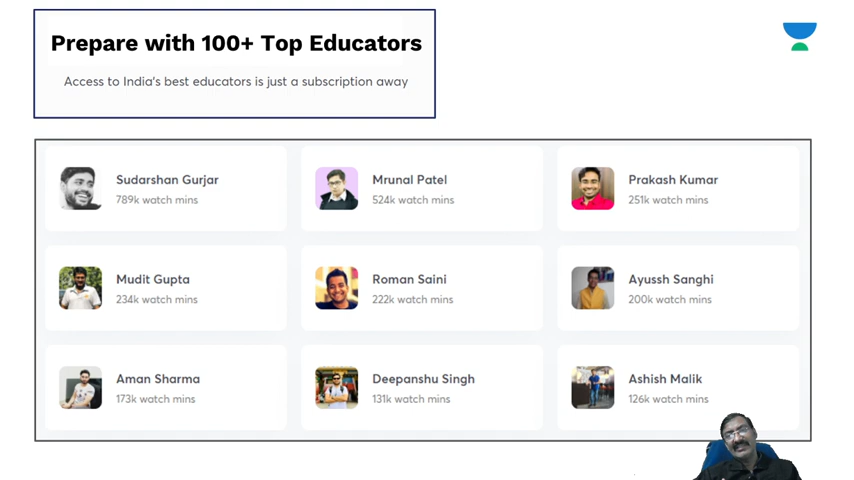 Prepare with 100+ Top Educators
Access to India's best educators is just a subscription away
Sudarshan Gurjar
789k watch mins
Mrunal Patel
524k watch mins
Prakash Kumar
251k watch mins
Mudit Gupta
234k watch mins
Roman Saini
222k watch mins
Ayussh Sanghi
200k watch mins
Aman Sharma
173k watch mins
Deepanshu Singh
131k watch mins
Ashish Malik
126k watch mins